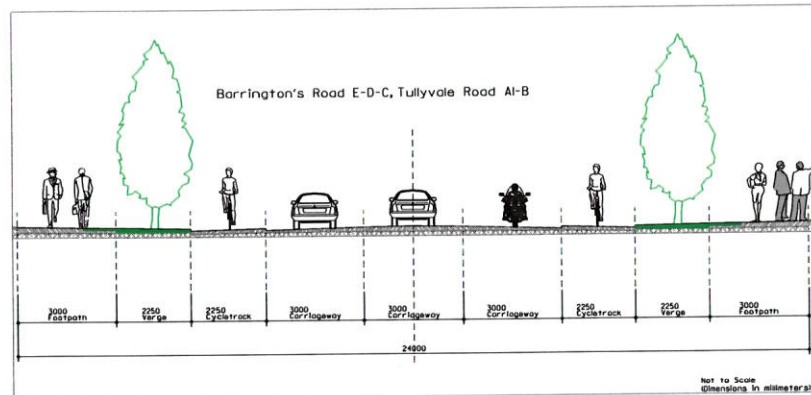 Barrington's Road E-D-C, Tullyvale Road A1-B
3000 2250 2250 3000 3000 3000 2250 2250 3000
Footpath Verge Cycletrack Carriageway Carriageway Carriageway Cycletrack Verge Footpath
24000
Not to Scale
(Dimensions in millimeters)